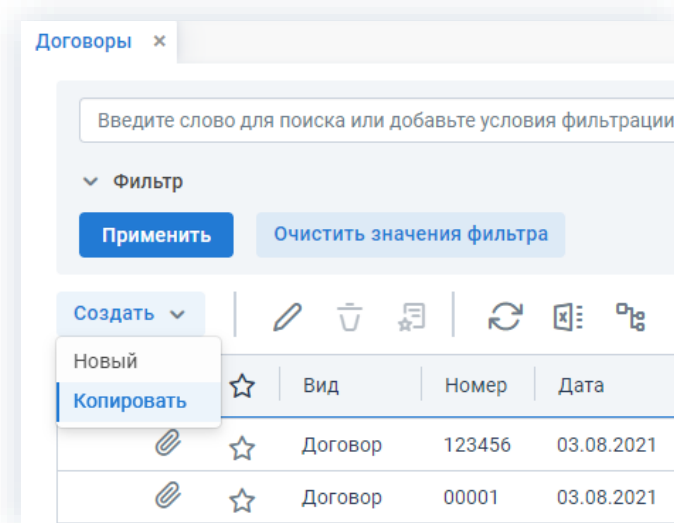 Договоры ×
Введите слово для поиска или добавьте условия фильтрации
Фильтр
Применить Очистить значения фильтра
Создать
Новый
Копировать
Вид Номер Дата
Договор 123456 03.08.2021
Договор 00001 03.08.2021